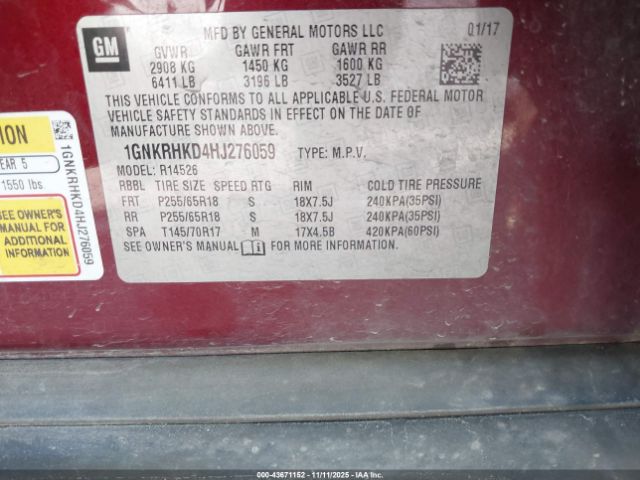 GM
MFD BY GENERAL MOTORS LLC 01/17
GVWR GAWR FRT GAWR RR
2908 KG 1450 KG 1600 KG
6411 LB 3196 LB 3527 LB
THIS VEHICLE CONFORMS TO ALL APPLICABLE U.S. FEDERAL MOTOR
VEHICLE SAFETY STANDARDS IN EFFECT ON THE DATE OF
MANUFACTURE SHOWN ABOVE.
1GNKRHKD4HJ276059 TYPE: M.P.V.
MODEL: R14526
RBBL TIRE SIZE SPEED RTG RIM COLD TIRE PRESSURE
FRT P255/65R18 S 18X7.5J 240KPA(35PSI)
RR P255/65R18 S 18X7.5J 240KPA(35PSI)
SPA T145/70R17 M 17X4.5B 420KPA(60PSI)
SEE OWNER'S MANUAL FOR MORE INFORMATION.
ION
EAR 5
1550 lbs.
SEE OWNER'S
MANUAL FOR
ADDITIONAL
INFORMATION
1GNKRHKD4HJ276059
000-43671152 - 11/11/2025 - IAAI.COM